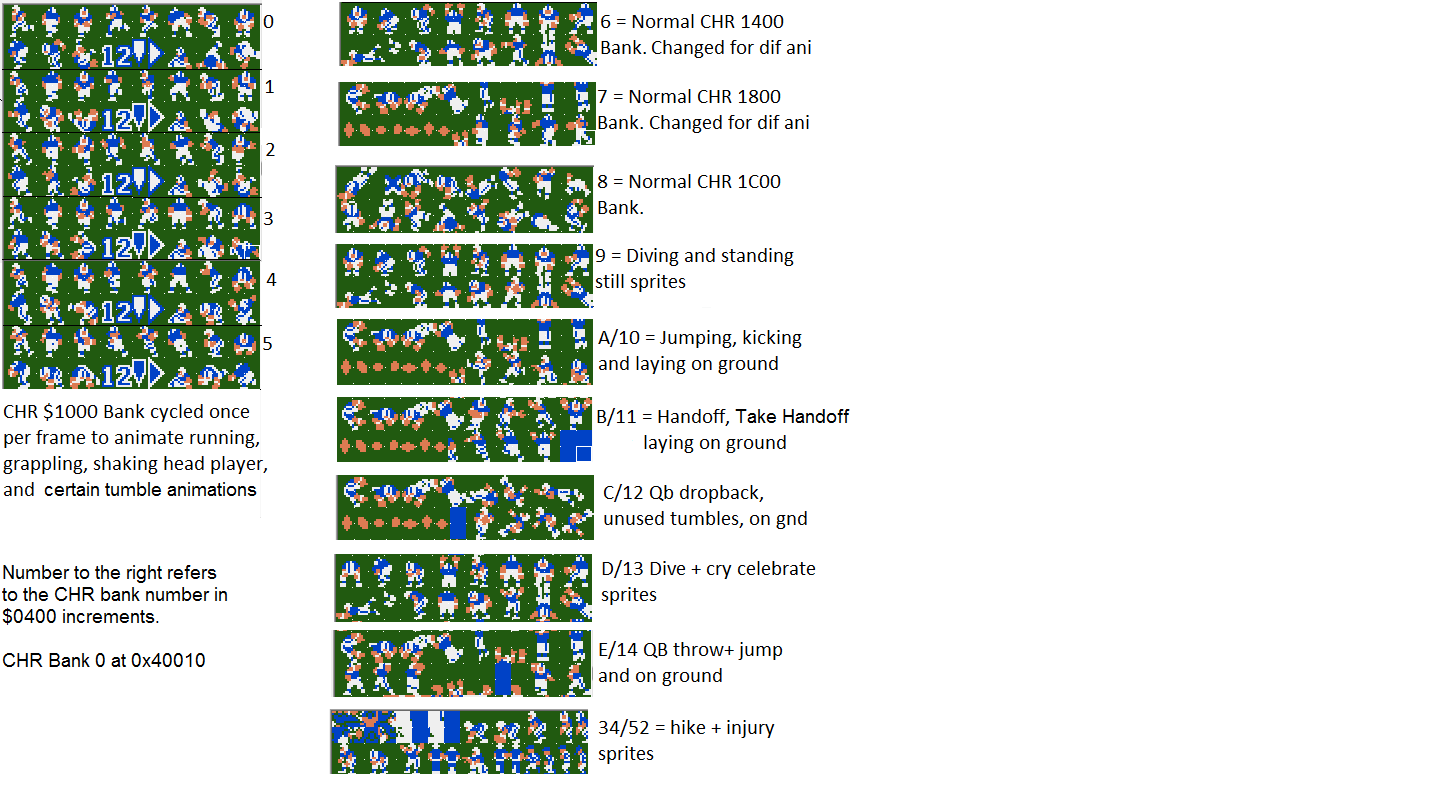 0
12
1
12
2
12
3
12
4
12
5
12
CHR $1000 Bank cycled once
per frame to animate running,
grappling, shaking head player,
and certain tumble animations
Number to the right refers
to the CHR bank number in
$0400 increments.
CHR Bank 0 at 0x40010
6 = Normal CHR 1400
Bank. Changed for dif ani
7 = Normal CHR 1800
Bank. Changed for dif ani
8 = Normal CHR 1C00
Bank.
9 = Diving and standing
still sprites
A/10 = Jumping, kicking
and laying on ground
B/11 = Handoff, Take Handoff
laying on ground
C/12 Qb dropback,
unused tumbles, on gnd
D/13 Dive + cry celebrate
sprites
E/14 QB throw+ jump
and on ground
34/52 = hike + injury
sprites